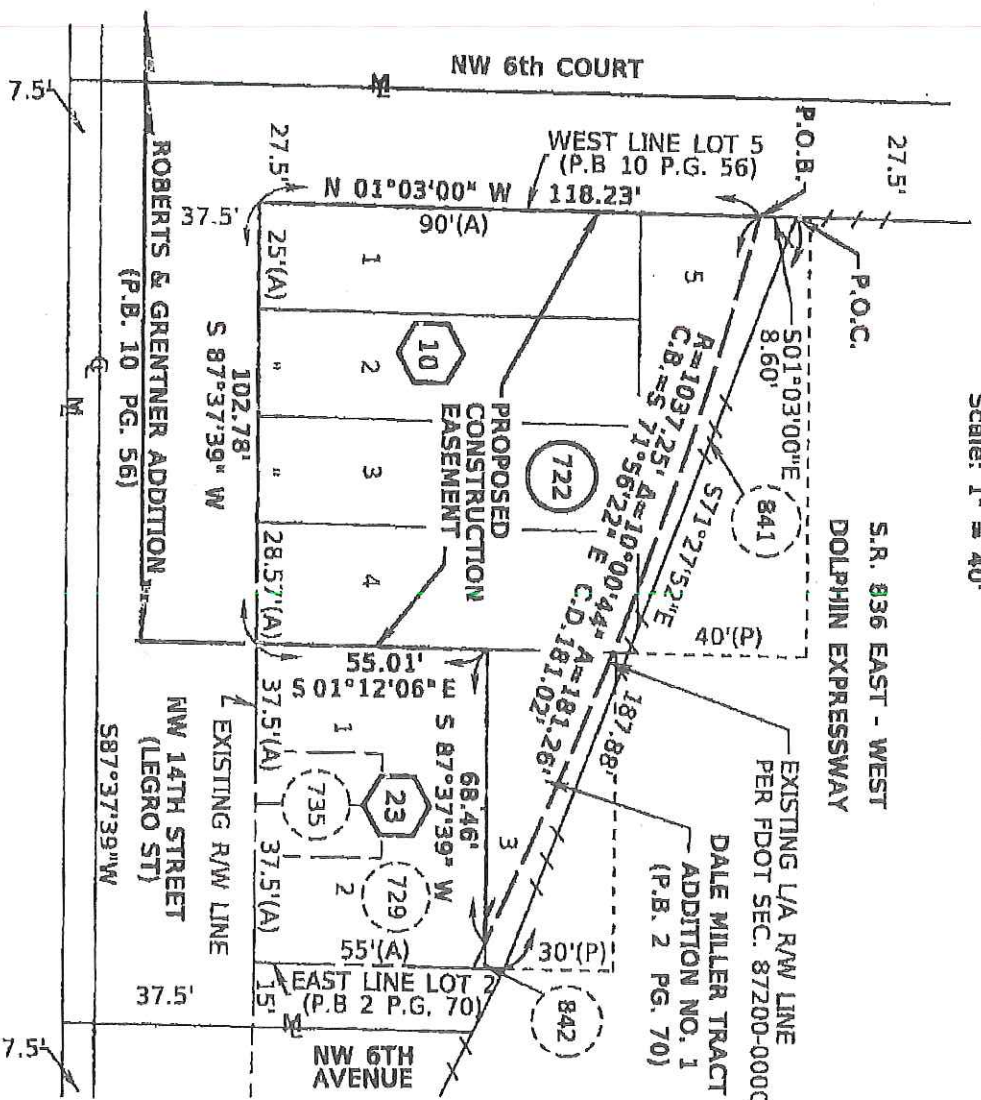 Scale: 1" = 40'
S.R. 836 EAST - WEST
DOLPHIN EXPRESSWAY
NW 6th COURT
7.5'
27.5'
P.O.B.
P.O.C.
WEST LINE LOT 5
(P.B 10 P.G. 56)
N 01°03'00" W 118.23'
90'(A)
27.5'
37.5'
25'(A)
S01°03'00"E
8.60'
841
S71°27'52"E
187.88'
R=1037.25' Δ=10°00'44" A=181.26'
C.B.=S 71°56'22" E C.D.181.02'
40'(P)
EXISTING L/A R/W LINE
PER FDOT SEC. 87200-0000
DALE MILLER TRACT
ADDITION NO. 1
(P.B. 2 PG. 70)
5
1
2
3
4
10
722
"
"
28.57'(A)
PROPOSED
CONSTRUCTION
EASEMENT
102.78'
S 87°37'39" W
ROBERTS & GRENTNER ADDITION
(P.B. 10 PG. 56)
55.01'
S 01°12'06" E
68.46'
S 87°37'39" W
3
1
2
23
735
729
37.5'(A)
37.5'(A)
55'(A)
30'(P)
842
EAST LINE LOT 2
(P.B 2 P.G. 70)
EXISTING R/W LINE
NW 14TH STREET
(LEGRO ST)
S87°37'39"W
37.5'
15'
NW 6TH
AVENUE
7.5'